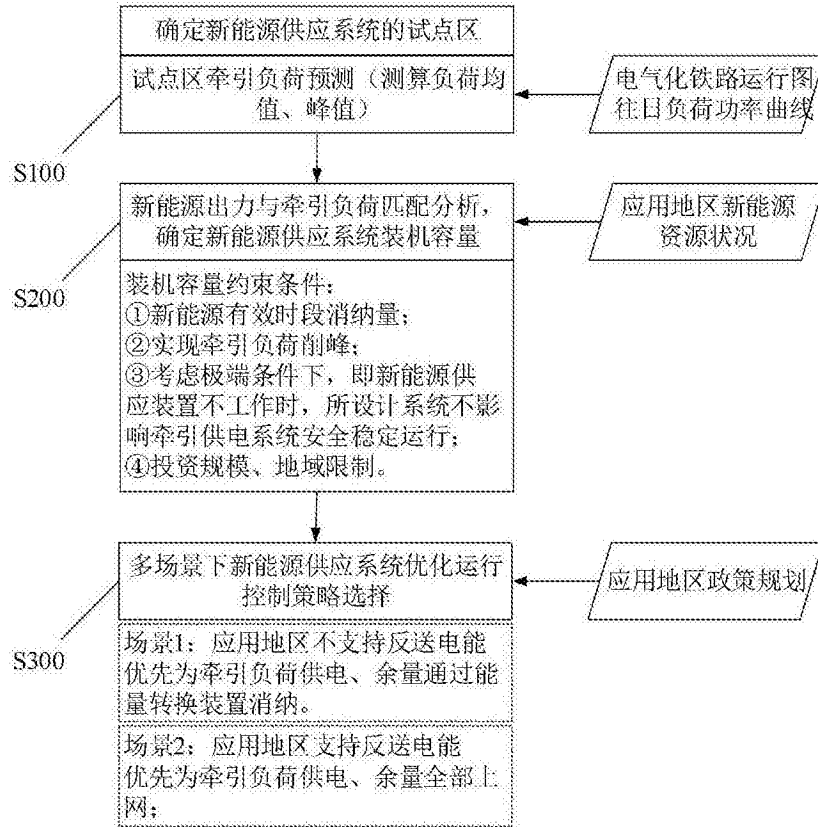 确定新能源供应系统的试点区
试点区牵引负荷预测（测算负荷均
值、峰值）
电气化铁路运行图
往日负荷功率曲线
S100
新能源出力与牵引负荷匹配分析，
确定新能源供应系统装机容量
应用地区新能源
资源状况
S200
装机容量约束条件：
①新能源有效时段消纳量；
②实现牵引负荷削峰；
③考虑极端条件下，即新能源供
应装置不工作时，所设计系统不影
响牵引供电系统安全稳定运行；
④投资规模、地域限制。
多场景下新能源供应系统优化运行
控制策略选择
应用地区政策规划
S300
场景1：应用地区不支持反送电能
优先为牵引负荷供电、余量通过能
量转换装置消纳。
场景2：应用地区支持反送电能
优先为牵引负荷供电、余量全部上
网；